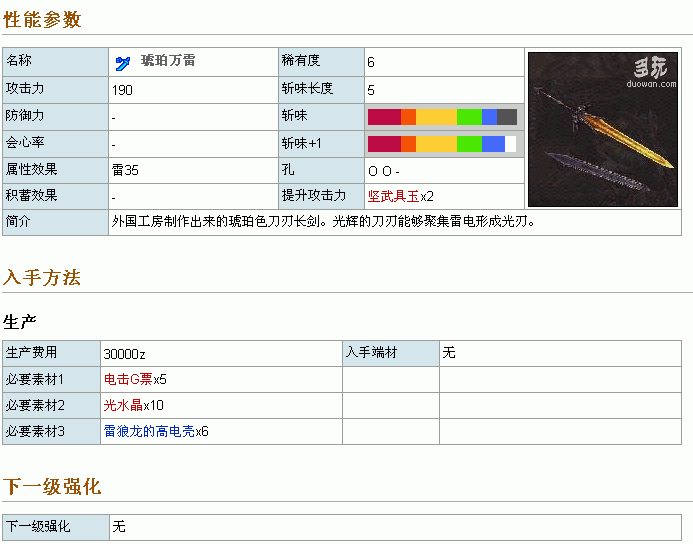 性能参数
名称 琥珀万雷 稀有度 6
多玩
duowan.com
攻击力 190 斩味长度 5
防御力 - 斩味
会心率 - 斩味+1
属性效果 雷35 孔 O O -
积蓄效果 - 提升攻击力 坚武具玉x2
简介 外国工房制作出来的琥珀色刀刃长剑。光辉的刀刃能够聚集雷电形成光刃。
入手方法
生产
生产费用 30000z 入手端材 无
必要素材1 电击G票x5
必要素材2 光水晶x10
必要素材3 雷狼龙的高电壳x6
下一级强化
下一级强化 无